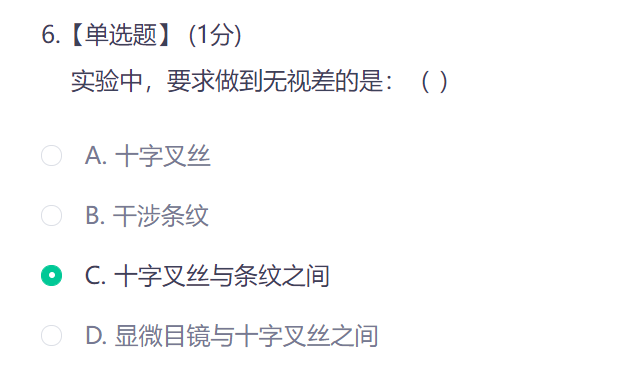 6.【单选题】 (1分)
实验中，要求做到无视差的是： （ ）
A. 十字叉丝
B. 干涉条纹
C. 十字叉丝与条纹之间
D. 显微目镜与十字叉丝之间